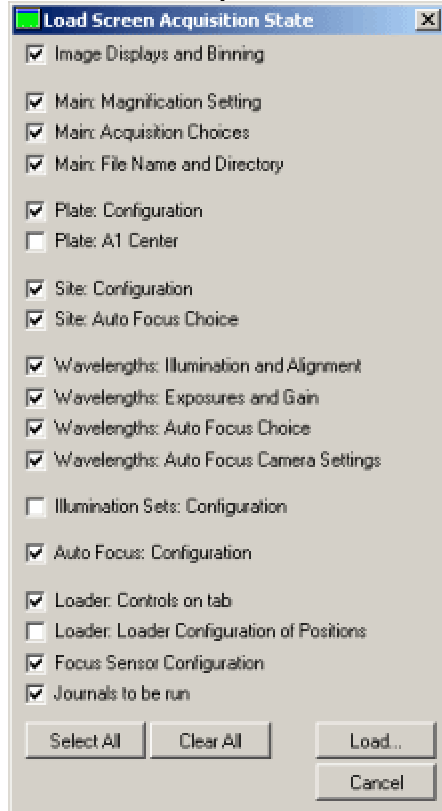 Load Screen Acquisition State
Image Displays and Binning
Main: Magnification Setting
Main: Acquisition Choices
Main: File Name and Directory
Plate: Configuration
Plate: A1 Center
Site: Configuration
Site: Auto Focus Choice
Wavelengths: Illumination and Alignment
Wavelengths: Exposures and Gain
Wavelengths: Auto Focus Choice
Wavelengths: Auto Focus Camera Settings
Illumination Sets: Configuration
Auto Focus: Configuration
Loader: Controls on tab
Loader: Loader Configuration of Positions
Focus Sensor Configuration
Journals to be run
Select All Clear All Load...
Cancel